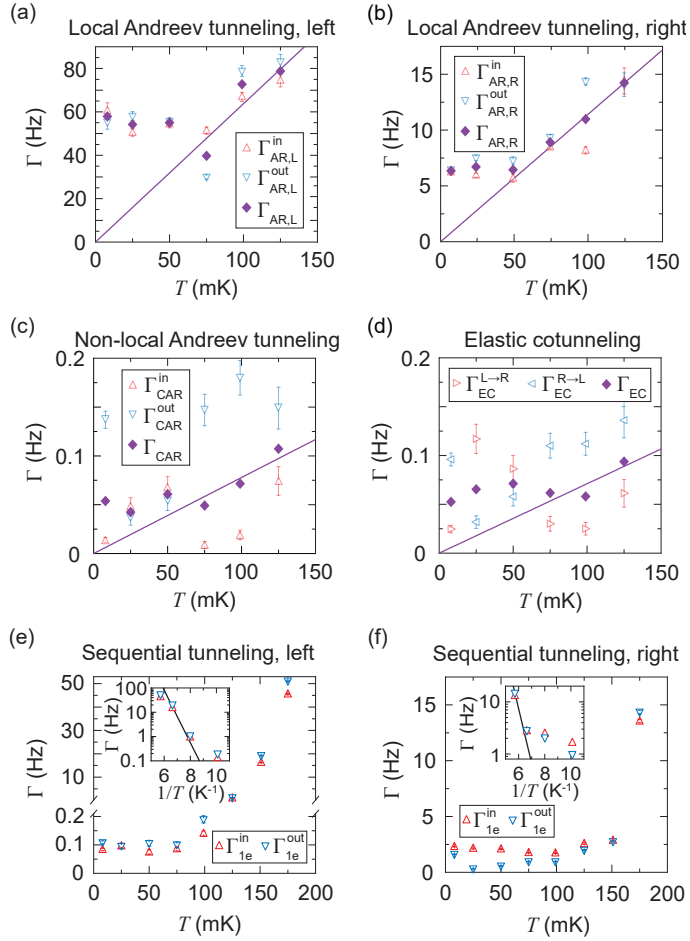 (a) Local Andreev tunneling, left
80
60
40
20
0
Γ (Hz)
Γ^in_AR,L
Γ^out_AR,L
Γ_AR,L
0 50 100 150
T (mK)
(b) Local Andreev tunneling, right
15
10
5
0
Γ (Hz)
Γ^in_AR,R
Γ^out_AR,R
Γ_AR,R
0 50 100 150
T (mK)
(c) Non-local Andreev tunneling
0.2
0.1
0
Γ (Hz)
Γ^in_CAR
Γ^out_CAR
Γ_CAR
0 50 100 150
T (mK)
(d) Elastic cotunneling
0.2
0.1
0
Γ (Hz)
Γ^L→R_EC Γ^R→L_EC Γ_EC
0 50 100 150
T (mK)
(e) Sequential tunneling, left
50
30
10
0.2
0.1
0
Γ (Hz)
100
10
1
0.1
Γ (Hz)
6 8 10
1/T (K⁻¹)
Γ^in_1e Γ^out_1e
0 50 100 150 200
T (mK)
(f) Sequential tunneling, right
15
10
5
0
Γ (Hz)
10
1
Γ (Hz)
6 8 10
1/T (K⁻¹)
Γ^in_1e Γ^out_1e
0 50 100 150 200
T (mK)